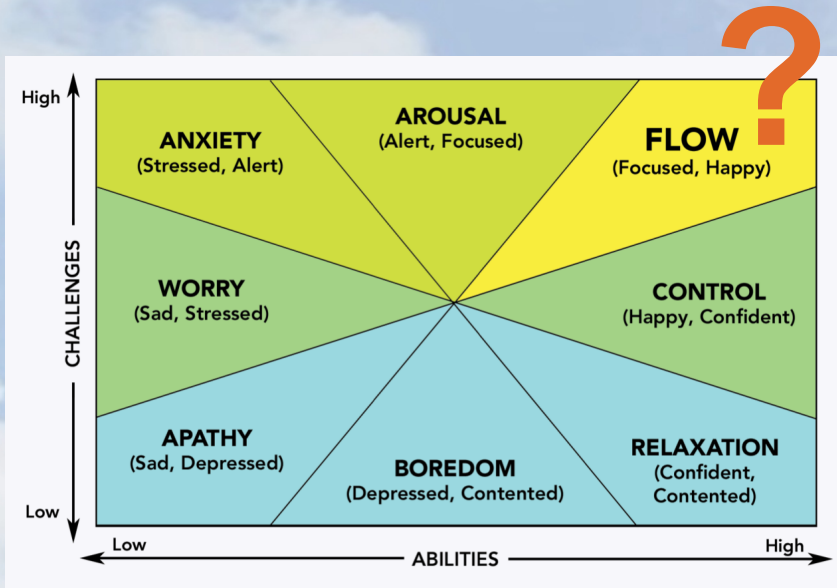 ?
High
AROUSAL
(Alert, Focused)
ANXIETY
(Stressed, Alert)
FLOW
(Focused, Happy)
CHALLENGES
WORRY
(Sad, Stressed)
CONTROL
(Happy, Confident)
APATHY
(Sad, Depressed)
BOREDOM
(Depressed, Contented)
RELAXATION
(Confident,
Contented)
Low
Low
ABILITIES
High